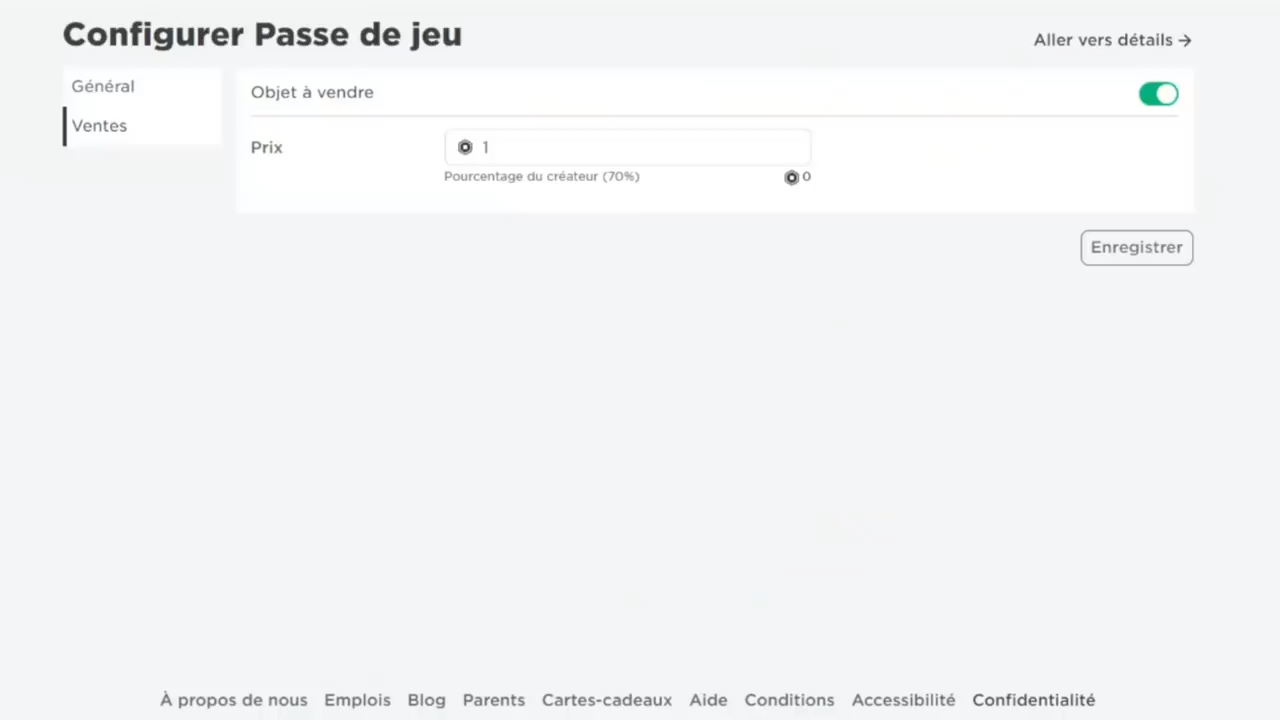 Configurer Passe de jeu
Aller vers détails →
Général
Ventes
Objet à vendre
Prix
1
Pourcentage du créateur (70%)
0
Enregistrer
À propos de nous Emplois Blog Parents Cartes-cadeaux Aide Conditions Accessibilité Confidentialité